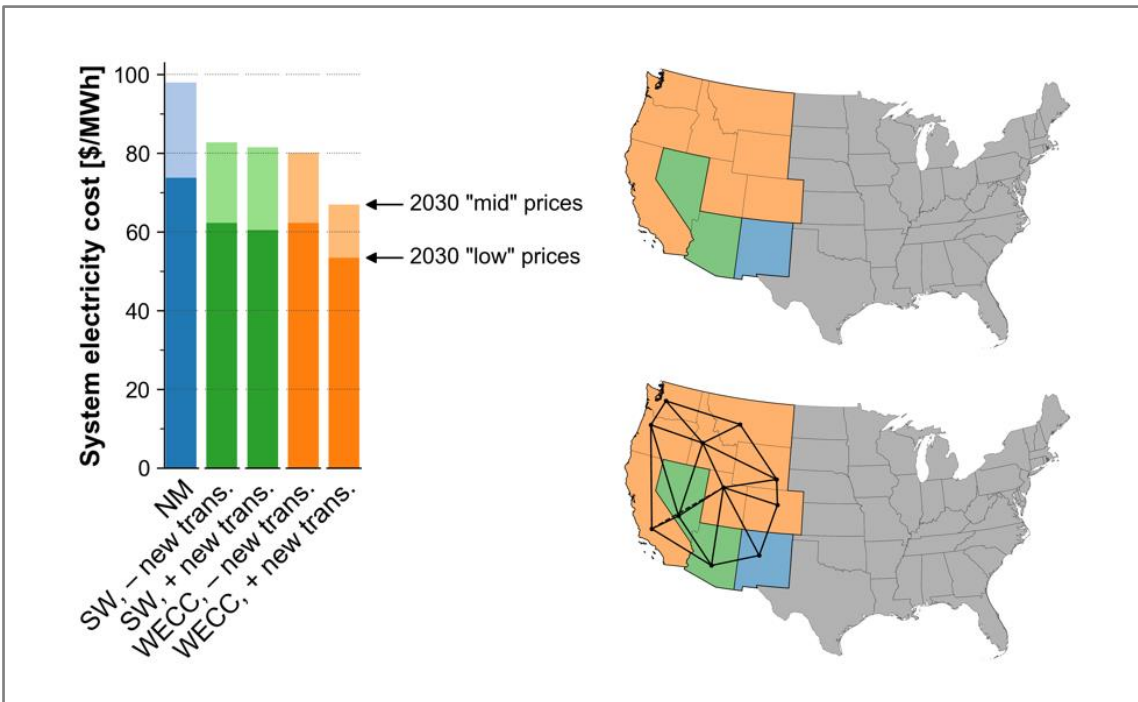 System electricity cost [$/MWh]
100
80
60
40
20
0
2030 "mid" prices
2030 "low" prices
NM
SW, – new trans.
SW, + new trans.
WECC, – new trans.
WECC, + new trans.